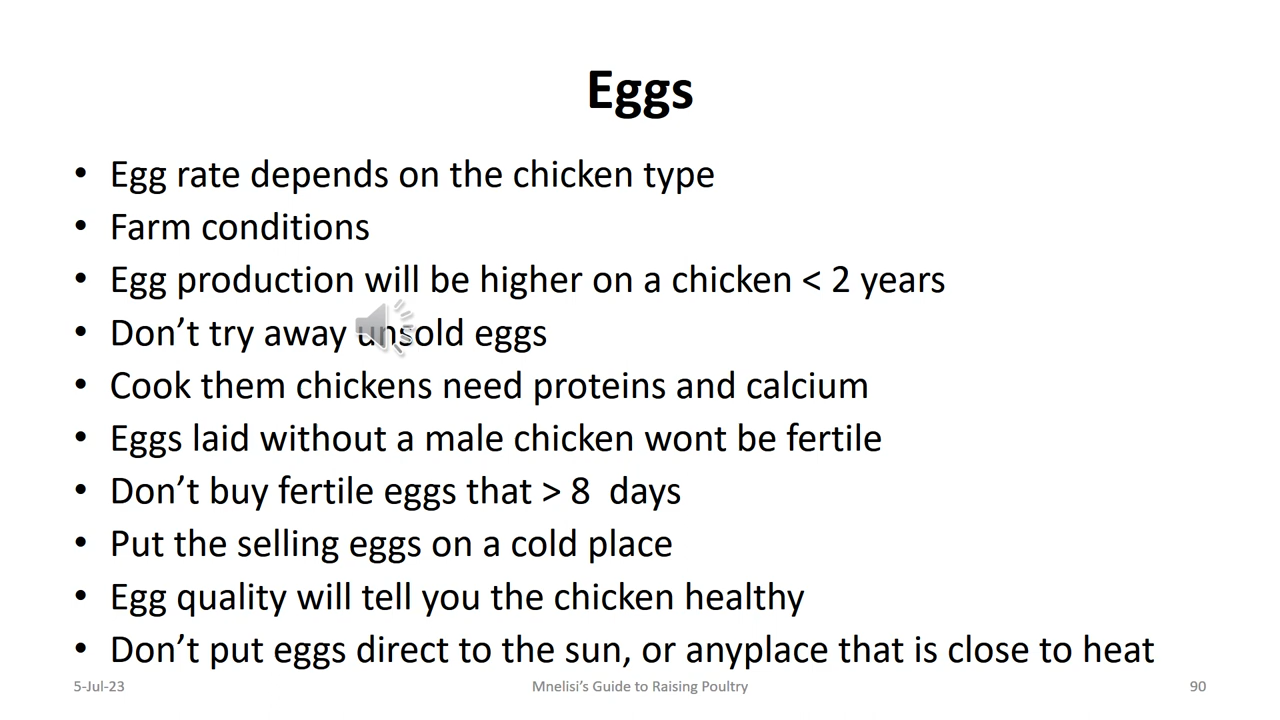 Eggs
• Egg rate depends on the chicken type
• Farm conditions
• Egg production will be higher on a chicken < 2 years
• Don’t try away unsold eggs
• Cook them chickens need proteins and calcium
• Eggs laid without a male chicken wont be fertile
• Don’t buy fertile eggs that > 8  days
• Put the selling eggs on a cold place
• Egg quality will tell you the chicken healthy
• Don’t put eggs direct to the sun, or anyplace that is close to heat
5-Jul-23 Mnelisi’s Guide to Raising Poultry 90